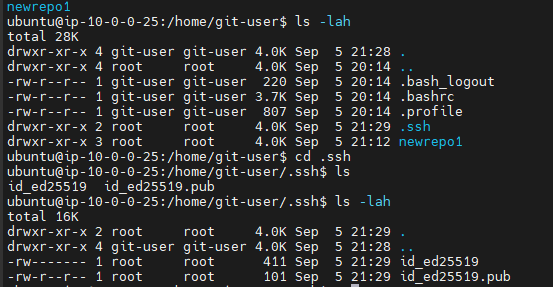 newrepo1
ubuntu@ip-10-0-0-25:/home/git-user$ ls -lah
total 28K
drwxr-xr-x 4 git-user git-user 4.0K Sep  5 21:28 .
drwxr-xr-x 4 root     root     4.0K Sep  5 20:14 ..
-rw-r--r-- 1 git-user git-user  220 Sep  5 20:14 .bash_logout
-rw-r--r-- 1 git-user git-user 3.7K Sep  5 20:14 .bashrc
-rw-r--r-- 1 git-user git-user  807 Sep  5 20:14 .profile
drwxr-xr-x 2 root     root     4.0K Sep  5 21:29 .ssh
drwxr-xr-x 3 root     root     4.0K Sep  5 21:12 newrepo1
ubuntu@ip-10-0-0-25:/home/git-user$ cd .ssh
ubuntu@ip-10-0-0-25:/home/git-user/.ssh$ ls
id_ed25519  id_ed25519.pub
ubuntu@ip-10-0-0-25:/home/git-user/.ssh$ ls -lah
total 16K
drwxr-xr-x 2 root     root     4.0K Sep  5 21:29 .
drwxr-xr-x 4 git-user git-user 4.0K Sep  5 21:28 ..
-rw------- 1 root     root      411 Sep  5 21:29 id_ed25519
-rw-r--r-- 1 root     root      101 Sep  5 21:29 id_ed25519.pub